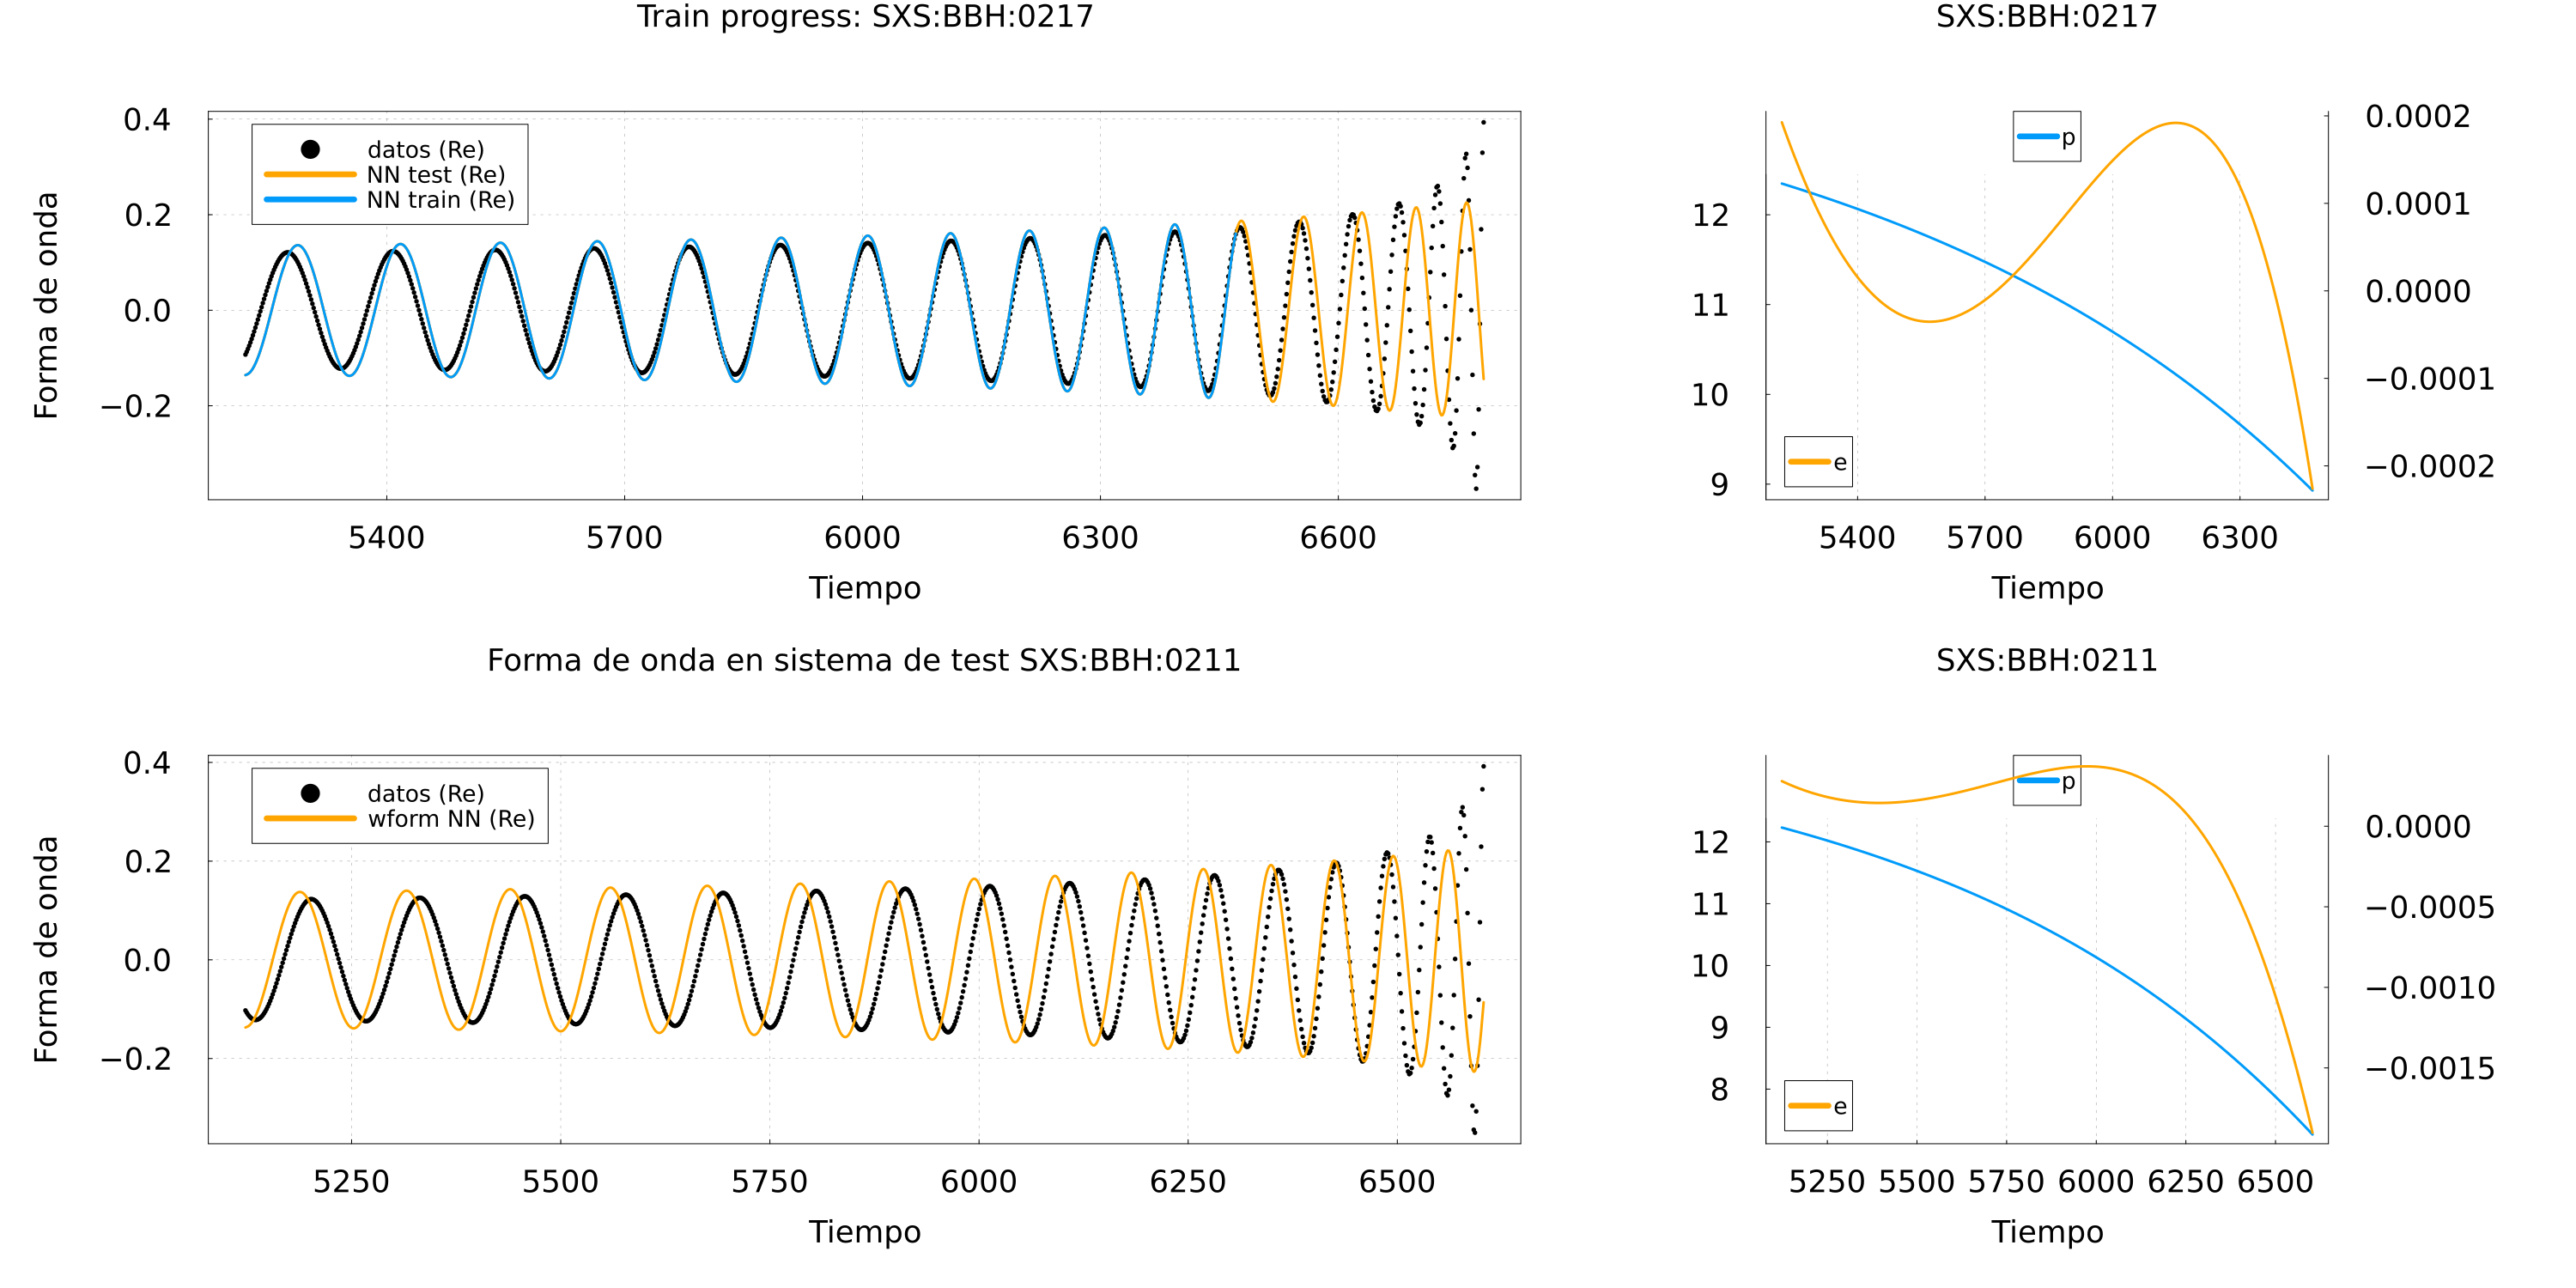 Train progress: SXS:BBH:0217
Forma de onda
0.4
0.2
0.0
−0.2
datos (Re)
NN test (Re)
NN train (Re)
5400 5700 6000 6300 6600
Tiempo
SXS:BBH:0217
12
11
10
9
p
e
0.0002
0.0001
0.0000
−0.0001
−0.0002
5400 5700 6000 6300
Tiempo
Forma de onda en sistema de test SXS:BBH:0211
Forma de onda
0.4
0.2
0.0
−0.2
datos (Re)
wform NN (Re)
5250 5500 5750 6000 6250 6500
Tiempo
SXS:BBH:0211
12
11
10
9
8
p
e
0.0000
−0.0005
−0.0010
−0.0015
5250 5500 5750 6000 6250 6500
Tiempo